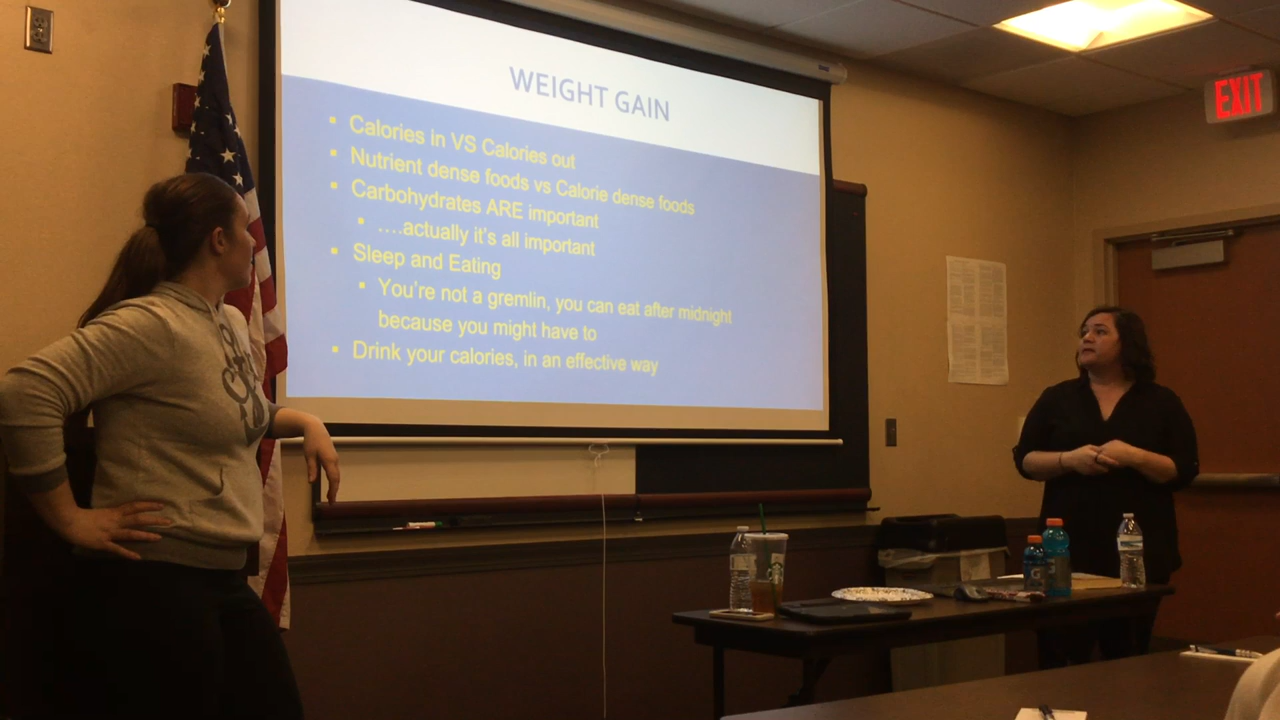 WEIGHT GAIN
Calories in VS Calories out
Nutrient dense foods vs Calorie dense foods
Carbohydrates ARE important
….actually it's all important
Sleep and Eating
You're not a gremlin, you can eat after midnight
because you might have to
Drink your calories, in an effective way
EXIT